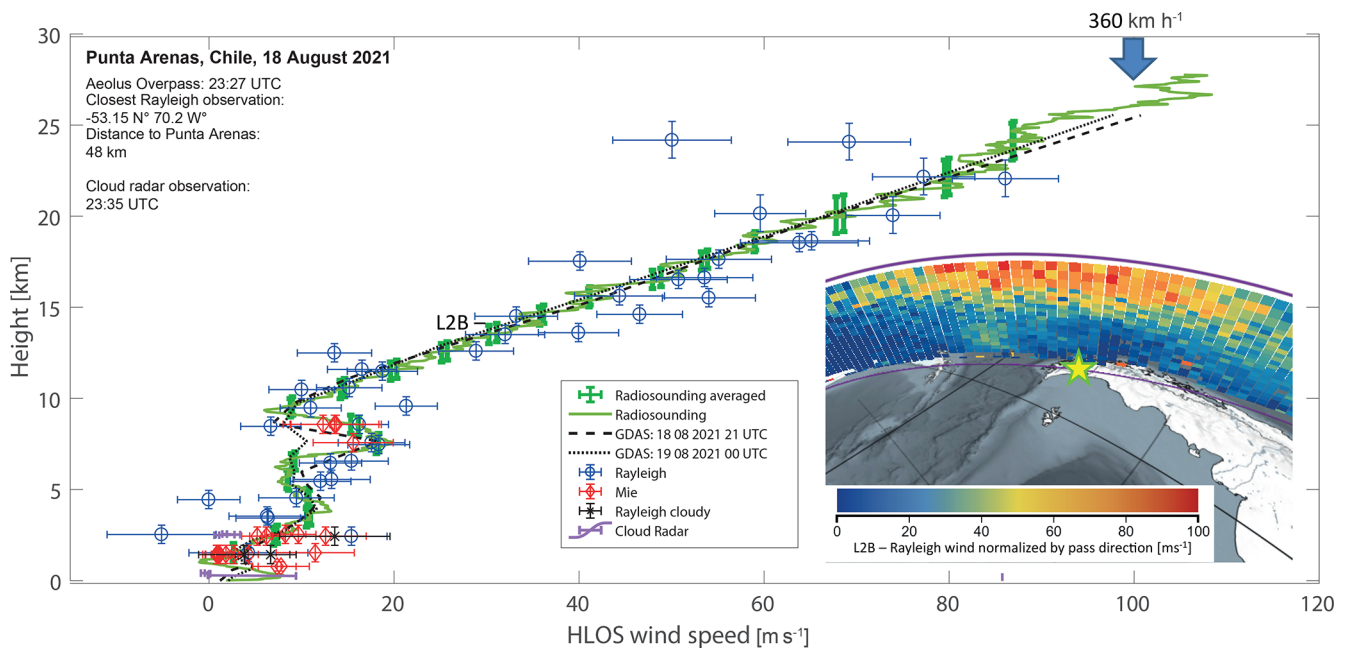 360 km h-1
30
25
20
15
10
5
0
Height [km]
Punta Arenas, Chile, 18 August 2021
Aeolus Overpass: 23:27 UTC
Closest Rayleigh observation:
-53.15 N° 70.2 W°
Distance to Punta Arenas:
48 km
Cloud radar observation:
23:35 UTC
L2B
Radiosounding averaged
Radiosounding
GDAS: 18 08 2021 21 UTC
GDAS: 19 08 2021 00 UTC
Rayleigh
Mie
Rayleigh cloudy
Cloud Radar
0 20 40 60 80 100
L2B – Rayleigh wind normalized by pass direction [ms-1]
0 20 40 60 80 100 120
HLOS wind speed [m s-1]